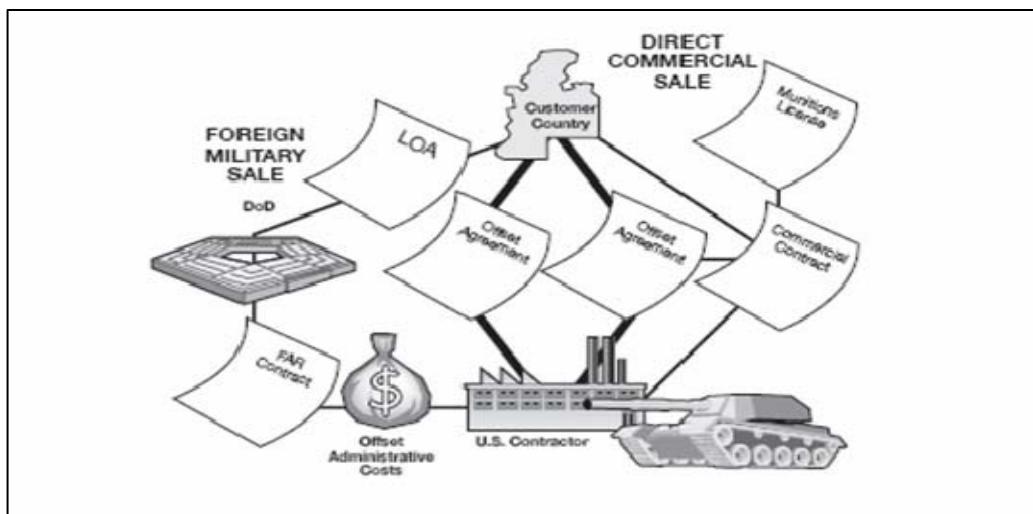 DIRECT
COMMERCIAL
SALE
Munitions
License
Customer
Country
LOA
FOREIGN
MILITARY
SALE
DoD
Offset
Agreement
Offset
Agreement
Commercial
Contract
FAR
Contract
$
Offset
Administrative
Costs
U.S. Contractor